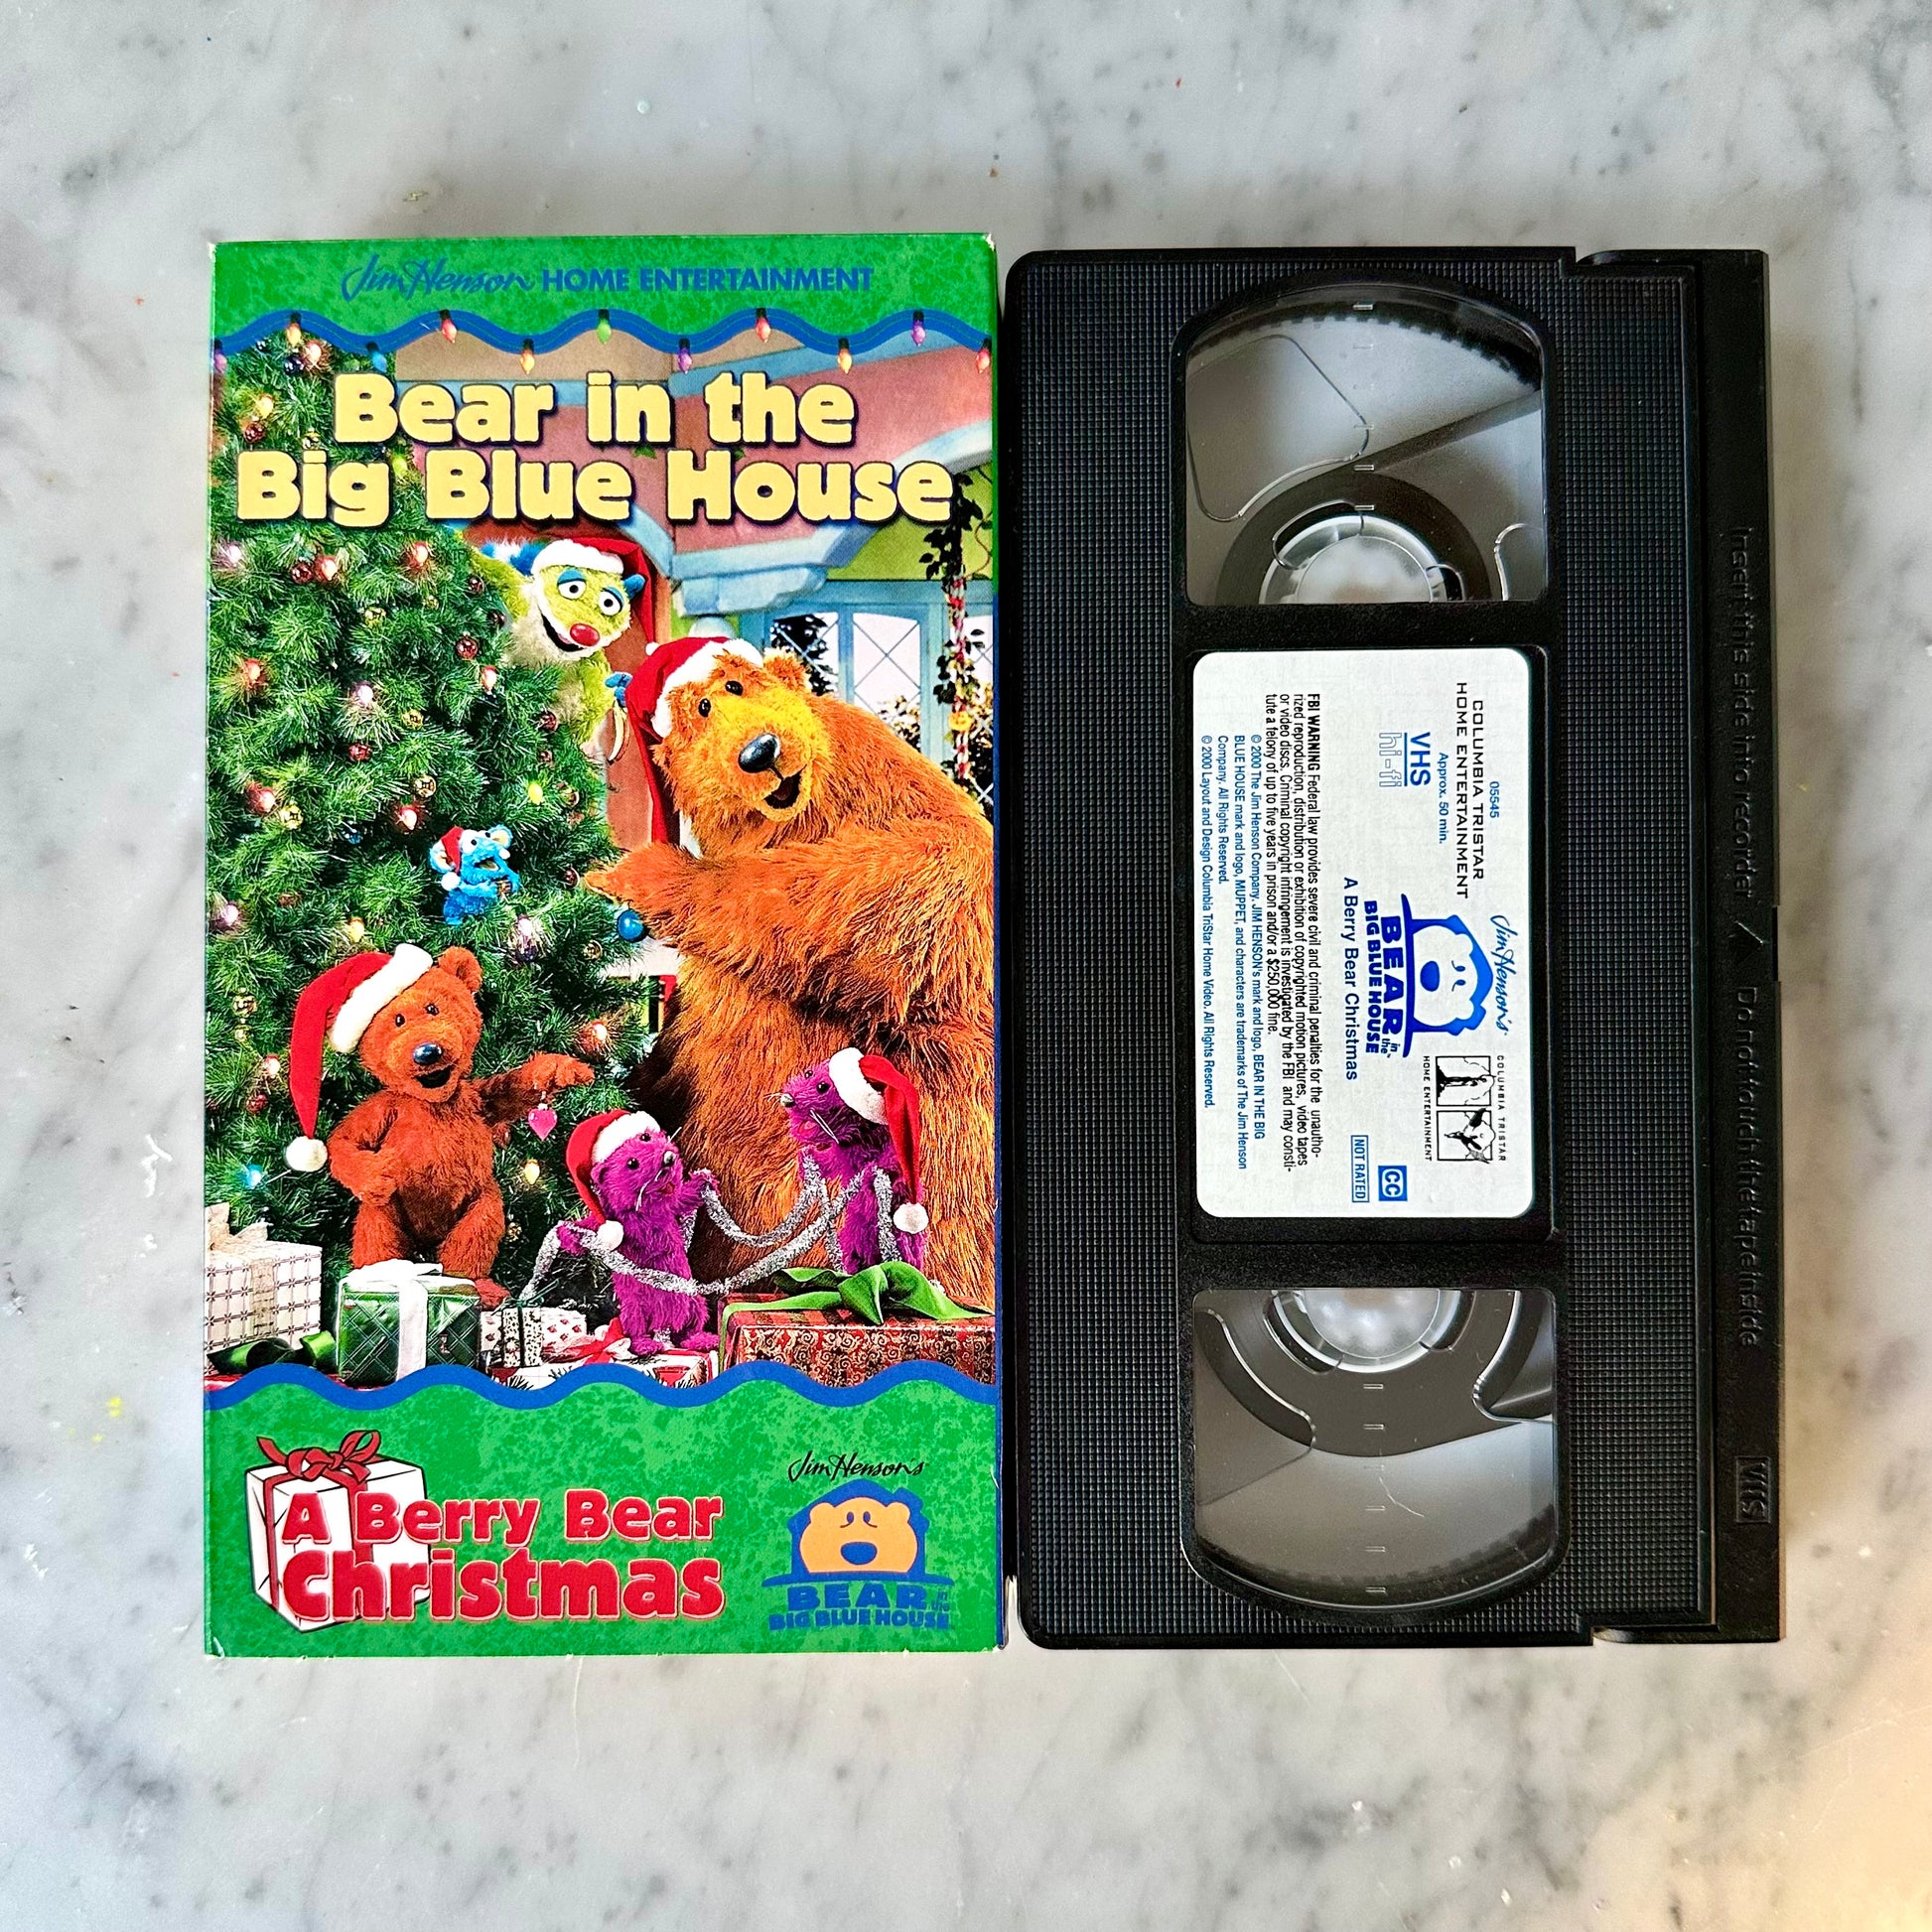 Jim Henson HOME ENTERTAINMENT
Bear in the
Big Blue House
A Berry Bear
Christmas
Jim Henson's
BEAR in the
BIG BLUE HOUSE
05545
COLUMBIA TRISTAR
HOME ENTERTAINMENT
Approx. 50 min.
VHS
hi-fi
Jim Henson's
BEAR in the
BIG BLUE HOUSE
A Berry Bear Christmas
COLUMBIA TRISTAR
HOME ENTERTAINMENT
CC
NOT RATED
FBI WARNING Federal law provides severe civil and criminal penalties for the unautho-
rized reproduction, distribution or exhibition of copyrighted motion pictures, video tapes
or video discs. Criminal copyright infringement is investigated by the FBI and may consti-
tute a felony of up to five years in prison and/or a $250,000 fine.
© 2000 The Jim Henson Company. JIM HENSON's mark and logo, BEAR IN THE BIG
BLUE HOUSE mark and logo, MUPPET, and characters are trademarks of The Jim Henson
Company. All Rights Reserved.
© 2000 Layout and Design Columbia TriStar Home Video. All Rights Reserved.
Insert this side into recorder / Do not touch the tape inside
VHS